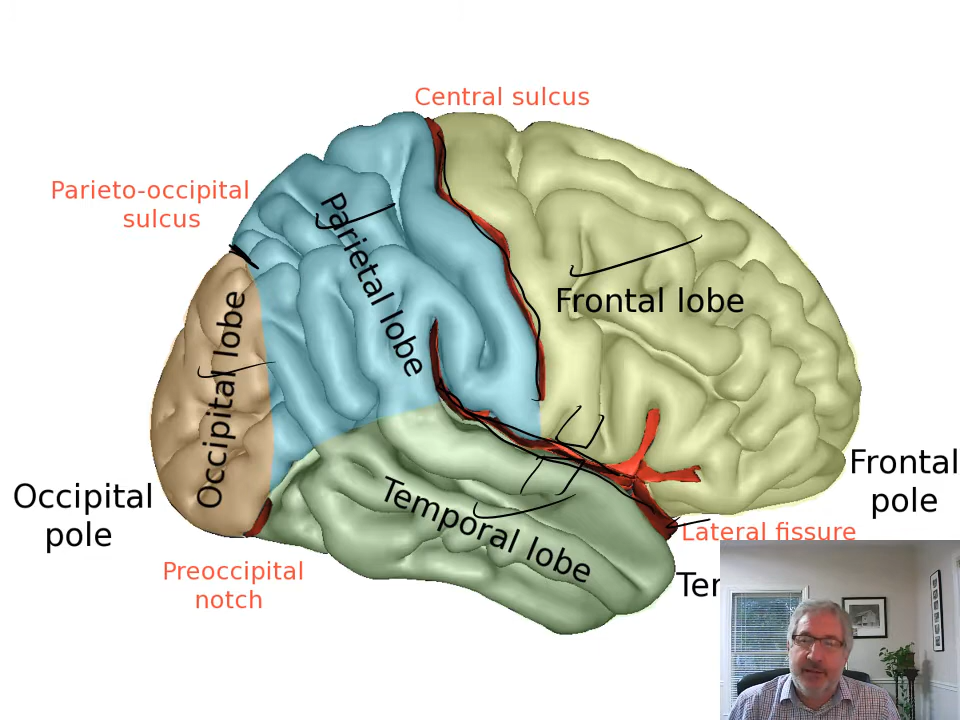 Central sulcus
Parieto-occipital
sulcus
Parietal lobe
Frontal lobe
Occipital lobe
Frontal
pole
Occipital
pole
Temporal lobe
Lateral fissure
Preoccipital
notch